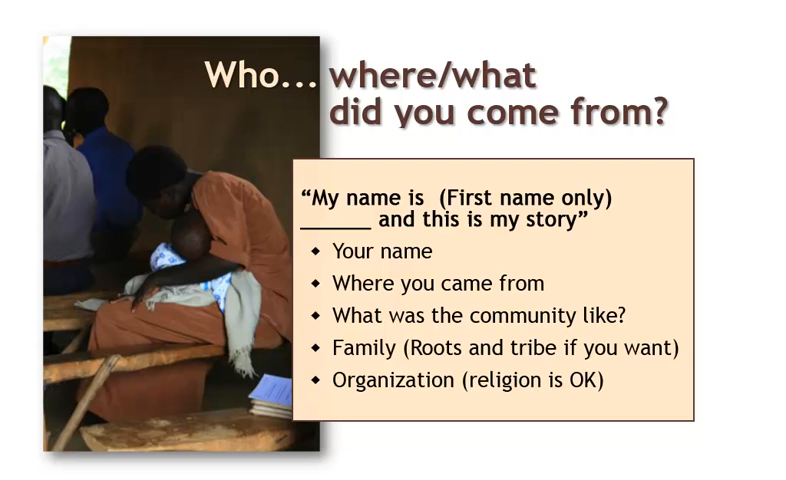 Who... where/what
did you come from?
“My name is  (First name only)
_______ and this is my story”
◆ Your name
◆ Where you came from
◆ What was the community like?
◆ Family (Roots and tribe if you want)
◆ Organization (religion is OK)